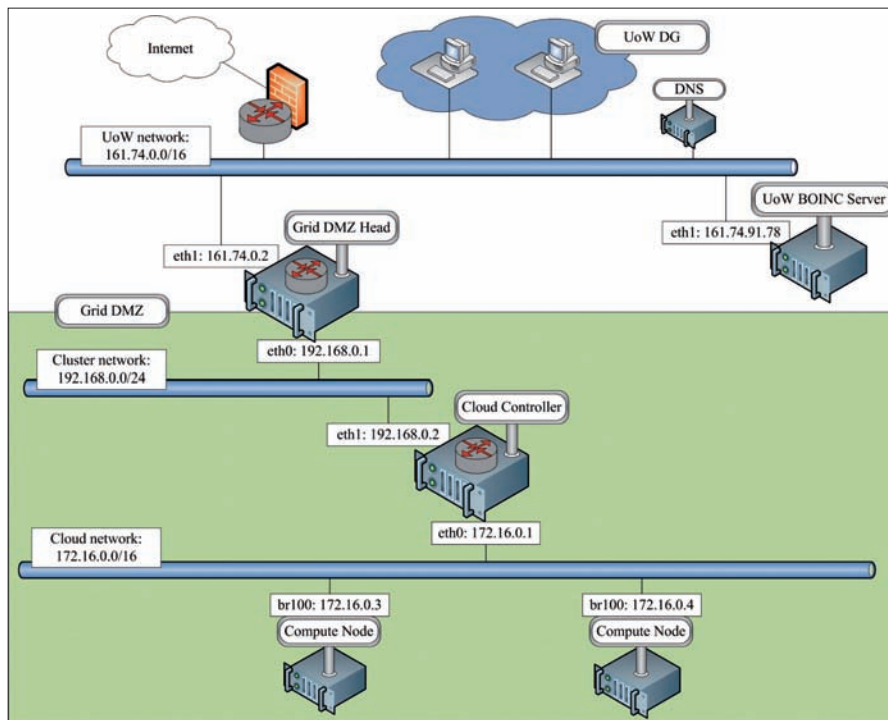 Internet
UoW DG
DNS
UoW network:
161.74.0.0/16
UoW BOINC Server
Grid DMZ Head
eth1: 161.74.91.78
eth1: 161.74.0.2
Grid DMZ
eth0: 192.168.0.1
Cluster network:
192.168.0.0/24
Cloud Controller
eth1: 192.168.0.2
eth0: 172.16.0.1
Cloud network:
172.16.0.0/16
br100: 172.16.0.3
br100: 172.16.0.4
Compute Node
Compute Node